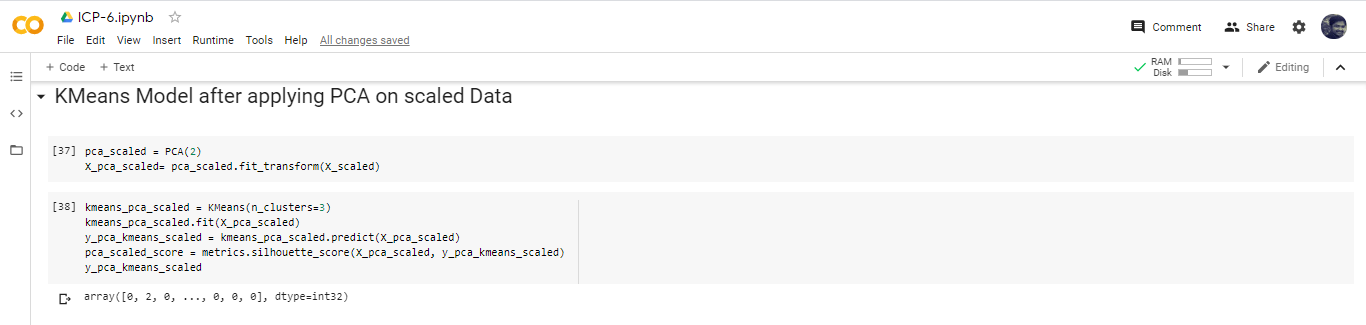 ICP-6.ipynb
File Edit View Insert Runtime Tools Help All changes saved
Comment Share
+ Code + Text
RAM
Disk
Editing
KMeans Model after applying PCA on scaled Data
[37] pca_scaled = PCA(2)
X_pca_scaled= pca_scaled.fit_transform(X_scaled)
[38] kmeans_pca_scaled = KMeans(n_clusters=3)
kmeans_pca_scaled.fit(X_pca_scaled)
y_pca_kmeans_scaled = kmeans_pca_scaled.predict(X_pca_scaled)
pca_scaled_score = metrics.silhouette_score(X_pca_scaled, y_pca_kmeans_scaled)
y_pca_kmeans_scaled
array([0, 2, 0, ..., 0, 0, 0], dtype=int32)